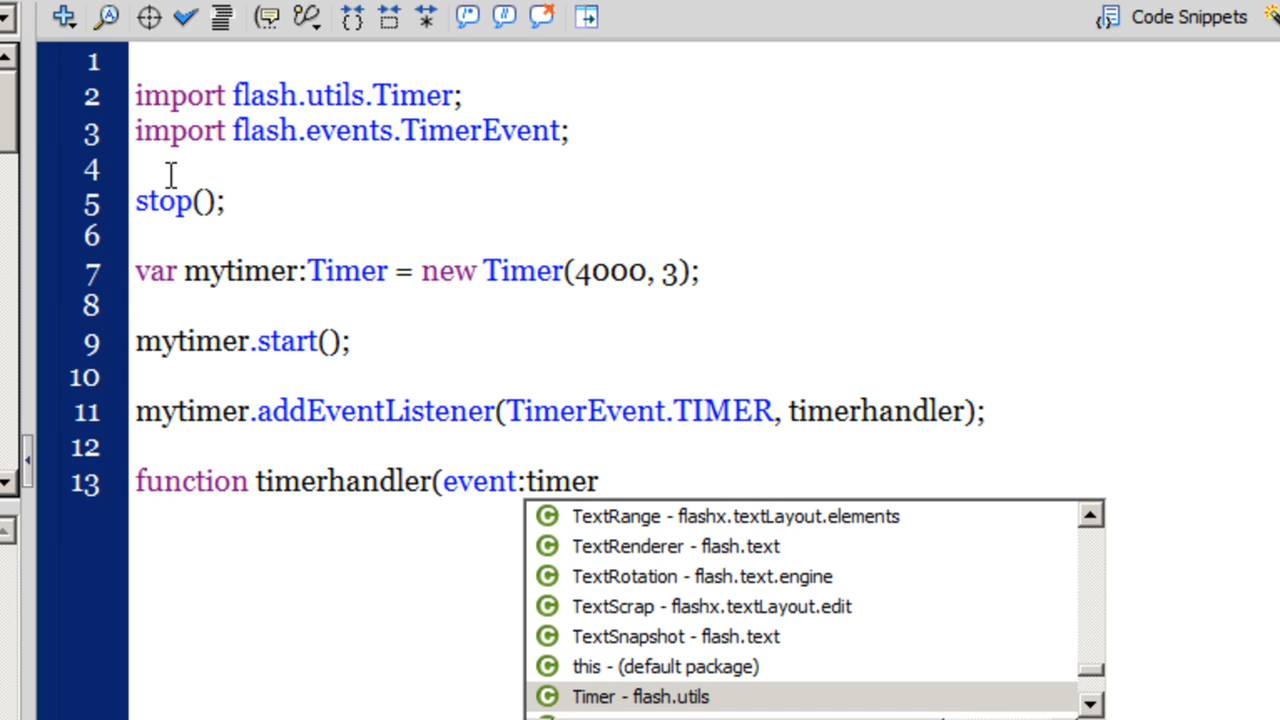 Code Snippets
1
2 import flash.utils.Timer;
3 import flash.events.TimerEvent;
4
5 stop();
6
7 var mytimer:Timer = new Timer(4000, 3);
8
9 mytimer.start();
10
11 mytimer.addEventListener(TimerEvent.TIMER, timerhandler);
12
13 function timerhandler(event:timer
TextRange - flashx.textLayout.elements
TextRenderer - flash.text
TextRotation - flash.text.engine
TextScrap - flashx.textLayout.edit
TextSnapshot - flash.text
this - (default package)
Timer - flash.utils